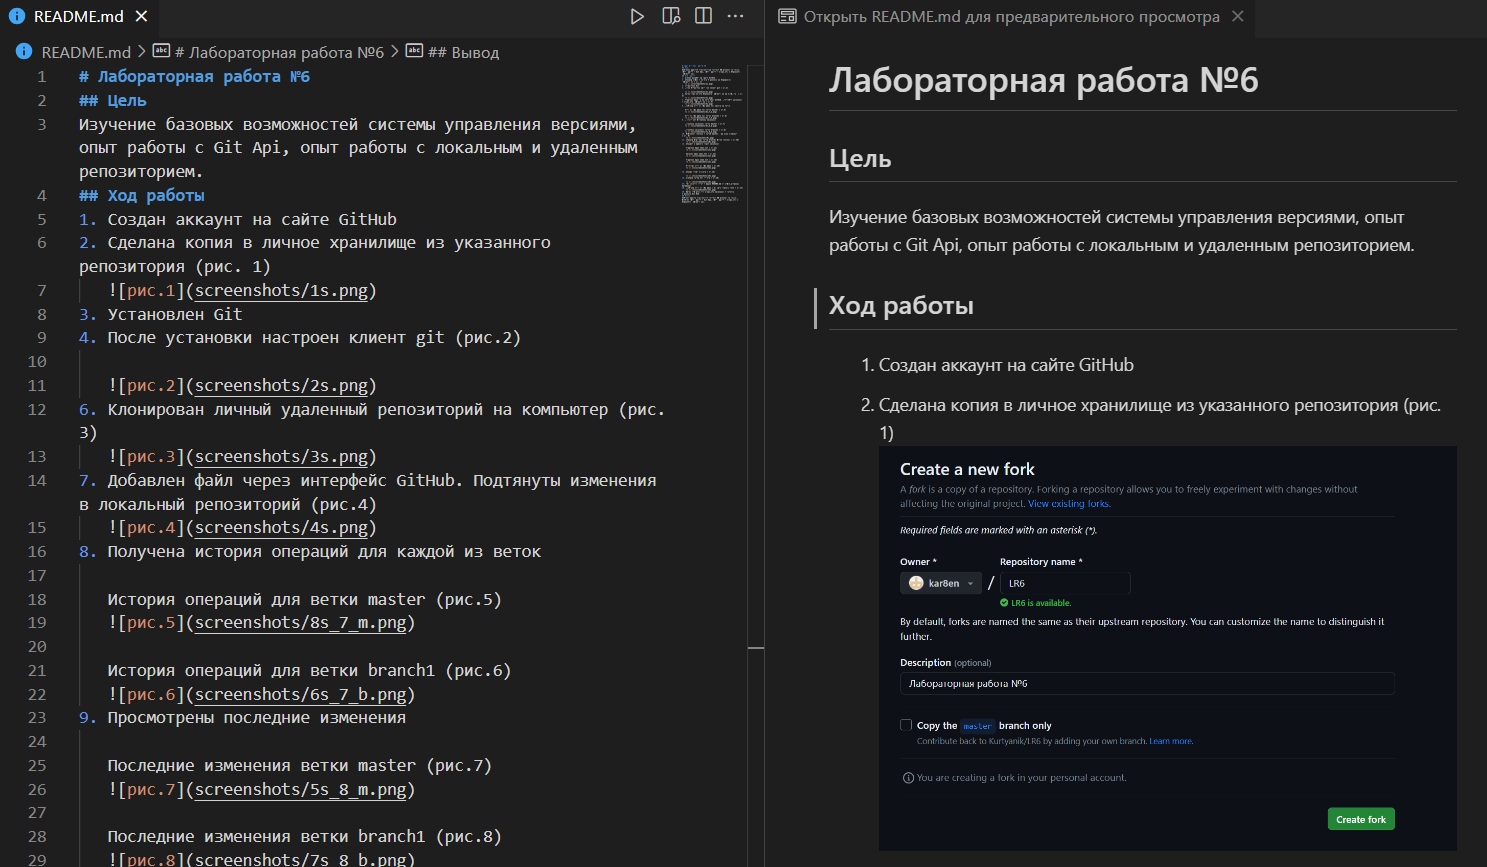 README.md
README.md > # Лабораторная работа №6 > ## Вывод
1 # Лабораторная работа №6
2 ## Цель
3 Изучение базовых возможностей системы управления версиями,
опыт работы с Git Api, опыт работы с локальным и удаленным
репозиторием.
4 ## Ход работы
5 1. Создан аккаунт на сайте GitHub
6 2. Сделана копия в личное хранилище из указанного
репозитория (рис. 1)
7 ![рис.1](screenshots/1s.png)
8 3. Установлен Git
9 4. После установки настроен клиент git (рис.2)
10
11 ![рис.2](screenshots/2s.png)
12 6. Клонирован личный удаленный репозиторий на компьютер (рис.
3)
13 ![рис.3](screenshots/3s.png)
14 7. Добавлен файл через интерфейс GitHub. Подтянуты изменения
в локальный репозиторий (рис.4)
15 ![рис.4](screenshots/4s.png)
16 8. Получена история операций для каждой из веток
17
18 История операций для ветки master (рис.5)
19 ![рис.5](screenshots/8s_7_m.png)
20
21 История операций для ветки branch1 (рис.6)
22 ![рис.6](screenshots/6s_7_b.png)
23 9. Просмотрены последние изменения
24
25 Последние изменения ветки master (рис.7)
26 ![рис.7](screenshots/5s_8_m.png)
27
28 Последние изменения ветки branch1 (рис.8)
29 ![рис.8](screenshots/7s_8_b.png)
Открыть README.md для предварительного просмотра
Лабораторная работа №6
Цель
Изучение базовых возможностей системы управления версиями, опыт
работы с Git Api, опыт работы с локальным и удаленным репозиторием.
Ход работы
1. Создан аккаунт на сайте GitHub
2. Сделана копия в личное хранилище из указанного репозитория (рис.
1)
Create a new fork
A fork is a copy of a repository. Forking a repository allows you to freely experiment with changes without
affecting the original project. View existing forks.
Required fields are marked with an asterisk (*).
Owner * Repository name *
kar8en / LR6
LR6 is available.
By default, forks are named the same as their upstream repository. You can customize the name to distinguish it
further.
Description (optional)
Лабораторная работа №6
Copy the master branch only
Contribute back to Kurtyanik/LR6 by adding your own branch. Learn more.
You are creating a fork in your personal account.
Create fork